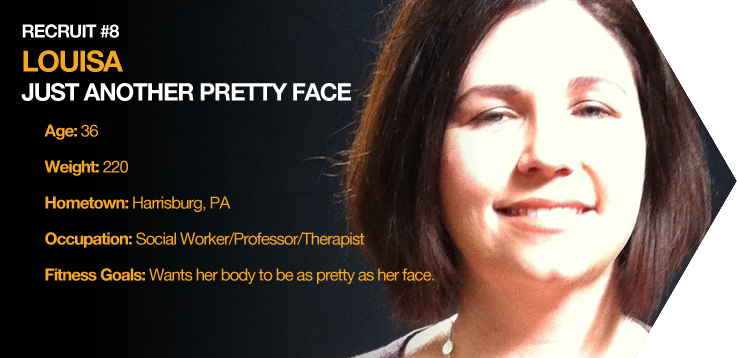 RECRUIT #8
LOUISA
JUST ANOTHER PRETTY FACE
Age: 36
Weight: 220
Hometown: Harrisburg, PA
Occupation: Social Worker/Professor/Therapist
Fitness Goals: Wants her body to be as pretty as her face.